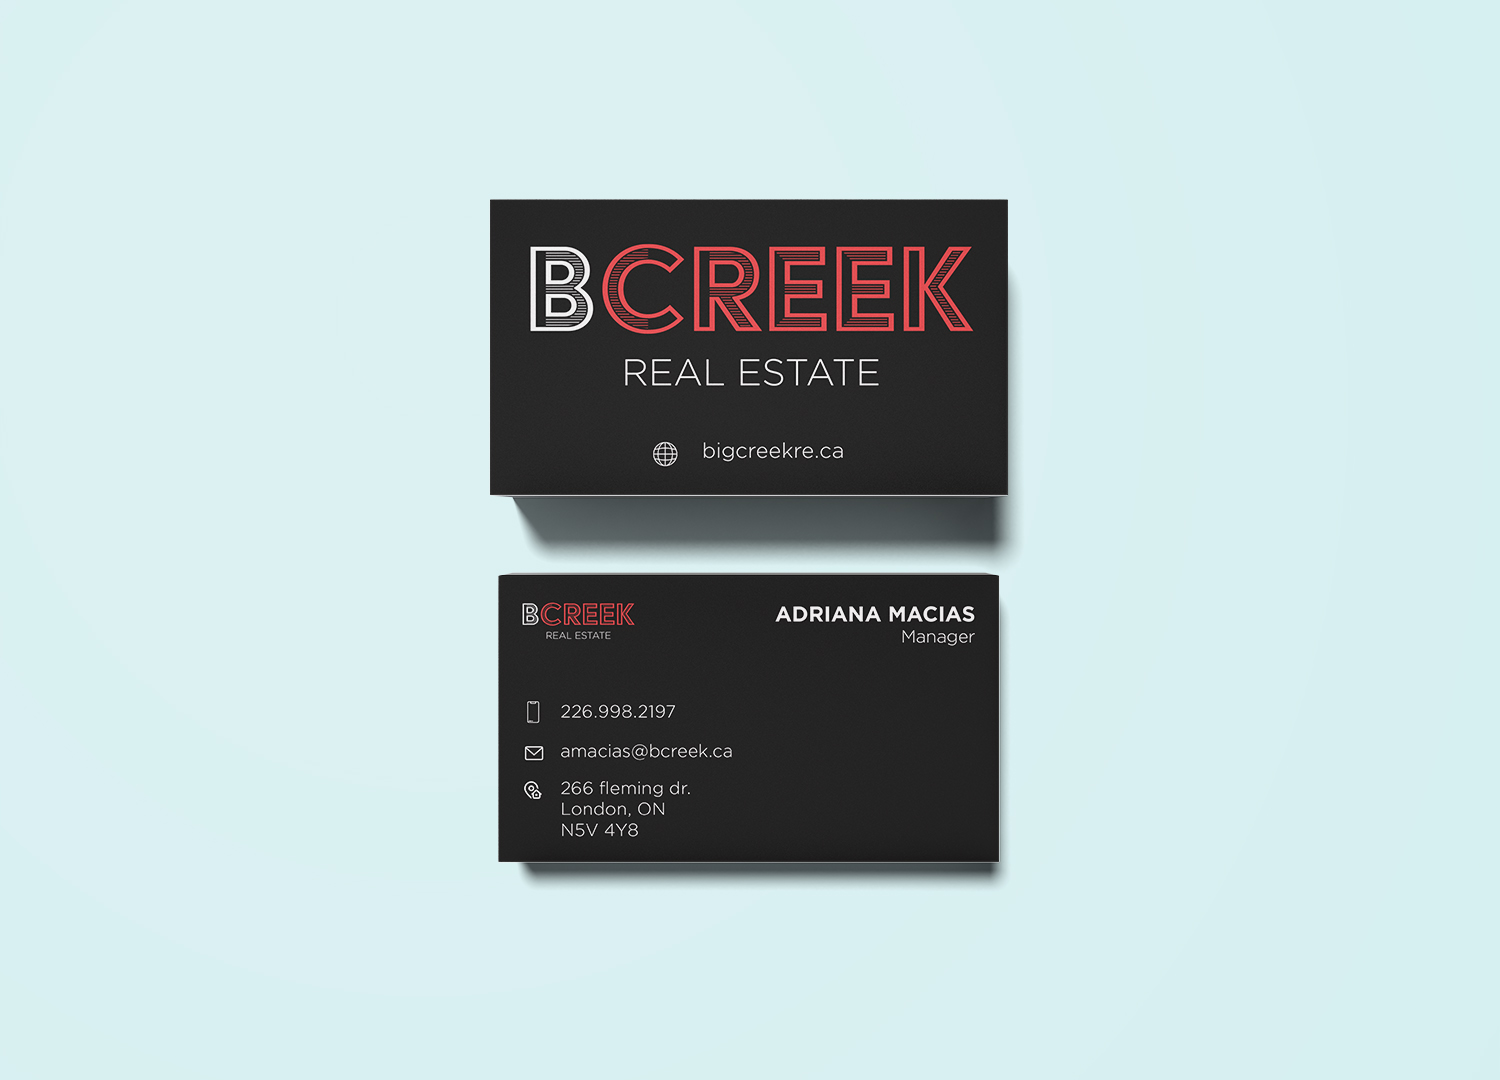 BCREEK
REAL ESTATE
bigcreekre.ca
BCREEK
REAL ESTATE
ADRIANA MACIAS
Manager
226.998.2197
amacias@bcreek.ca
266 fleming dr.
London, ON
N5V 4Y8